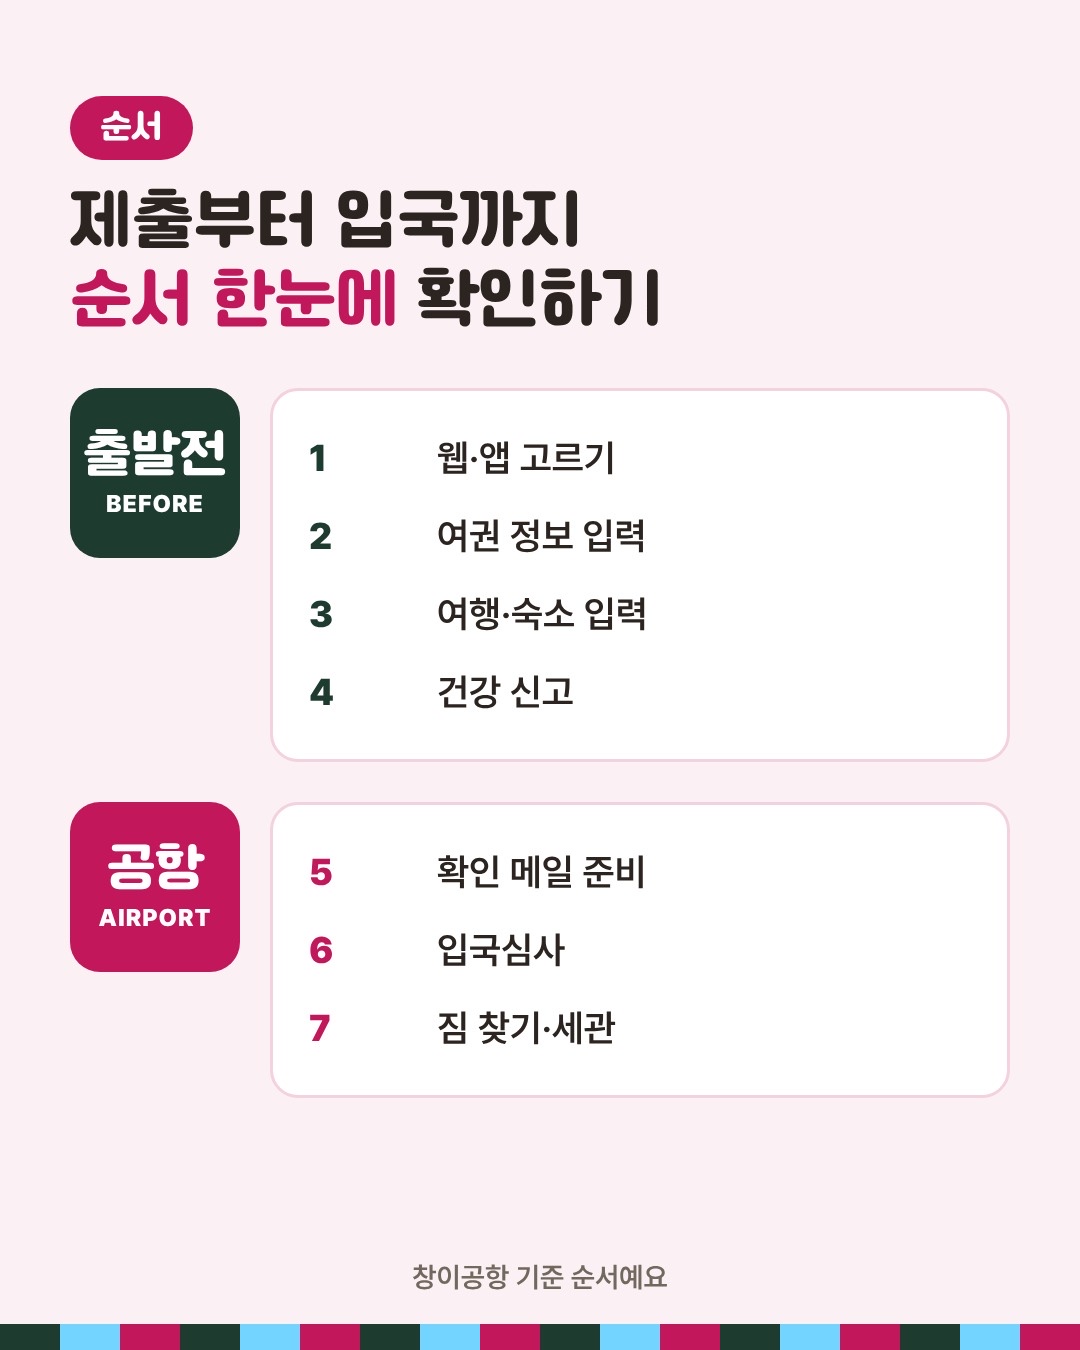 순서
제출부터 입국까지
순서 한눈에 확인하기
출발전
BEFORE
1 웹·앱 고르기
2 여권 정보 입력
3 여행·숙소 입력
4 건강 신고
공항
AIRPORT
5 확인 메일 준비
6 입국심사
7 짐 찾기·세관
창이공항 기준 순서예요